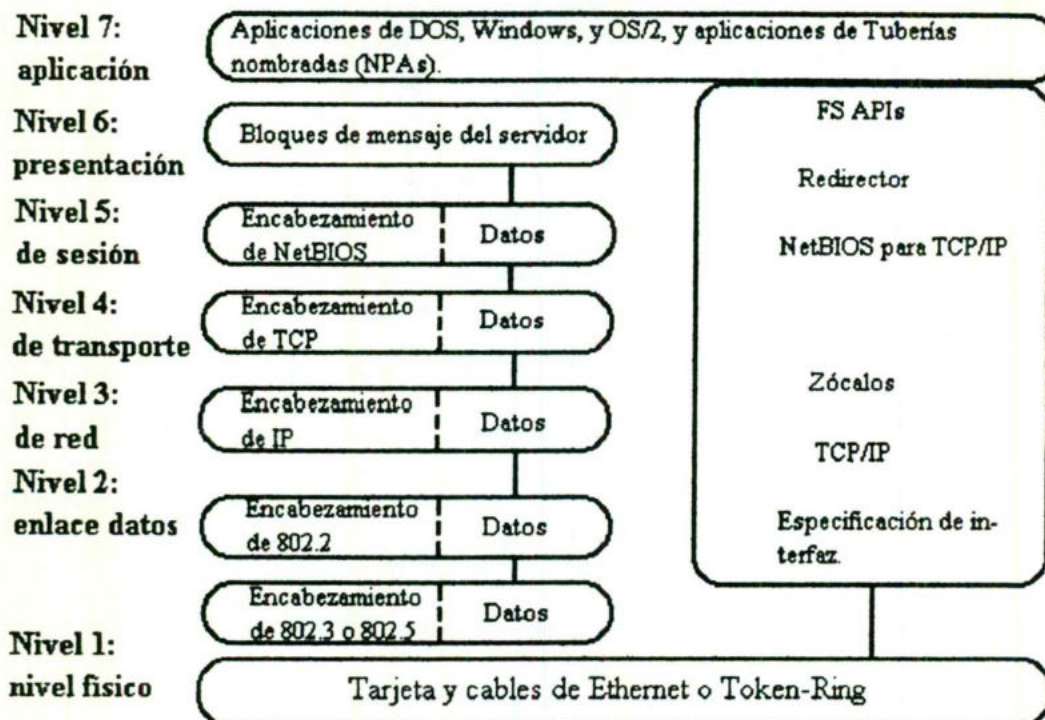 Nivel 7:
aplicación
Aplicaciones de DOS, Windows, y OS/2, y aplicaciones de Tuberías
nombradas (NPAs).
Nivel 6:
presentación
Bloques de mensaje del servidor
Nivel 5:
de sesión
Encabezamiento
de NetBIOS
Datos
Nivel 4:
de transporte
Encabezamiento
de TCP
Datos
Nivel 3:
de red
Encabezamiento
de IP
Datos
Nivel 2:
enlace datos
Encabezamiento
de 802.2
Datos
Encabezamiento
de 802.3 o 802.5
Datos
Nivel 1:
nivel físico
Tarjeta y cables de Ethernet o Token-Ring
FS APIs
Redirector
NetBIOS para TCP/IP
Zócalos
TCP/IP
Especificación de in-
terfaz.